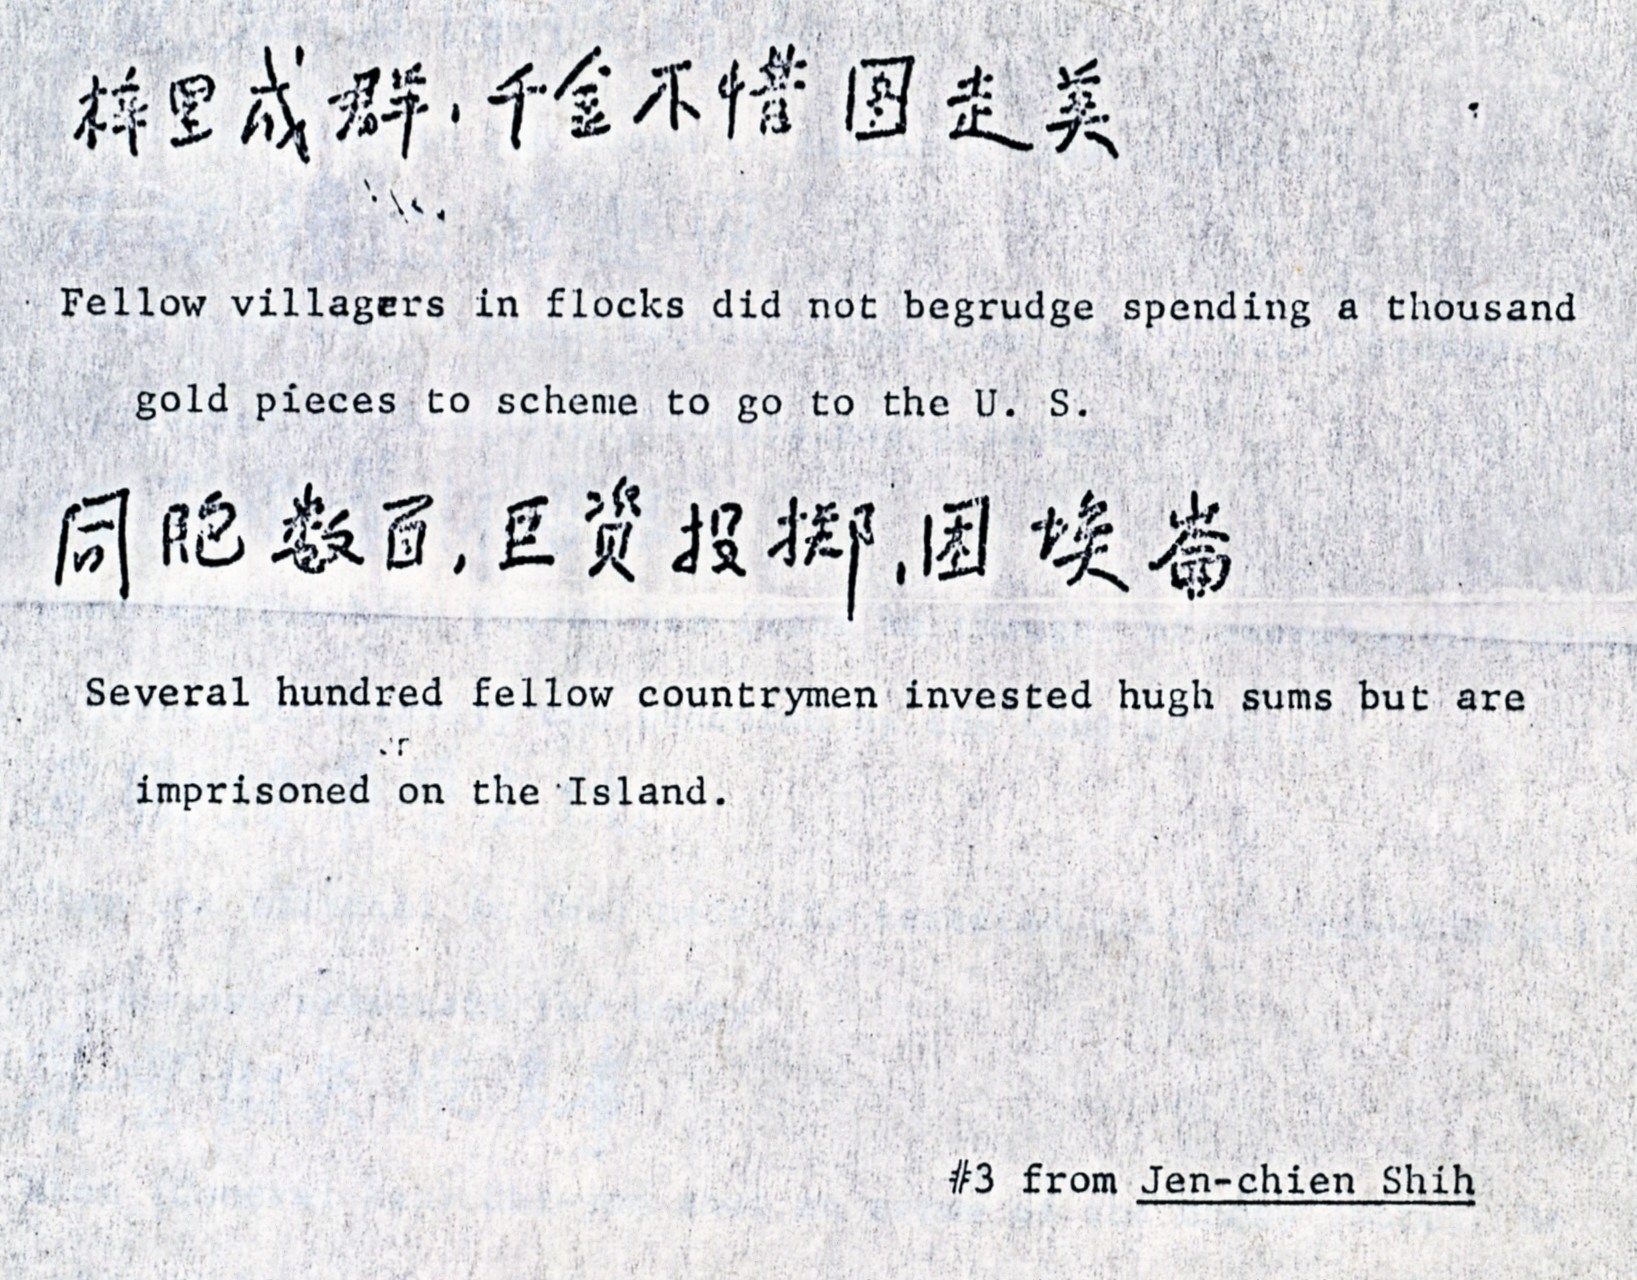 梓里成群,千金不惜图走美
Fellow villagers in flocks did not begrudge spending a thousand
gold pieces to scheme to go to the U. S.
同胞数百,巨资投掷,困埃崙
Several hundred fellow countrymen invested hugh sums but are
imprisoned on the Island.
#3 from Jen-chien Shih